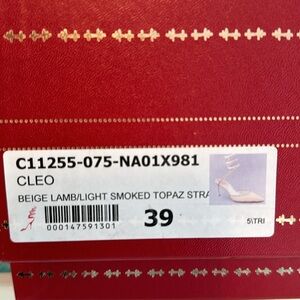 C11255-075-NA01X981
CLEO
BEIGE LAMB/LIGHT SMOKED TOPAZ STRA
000147591301
39
5\TRI